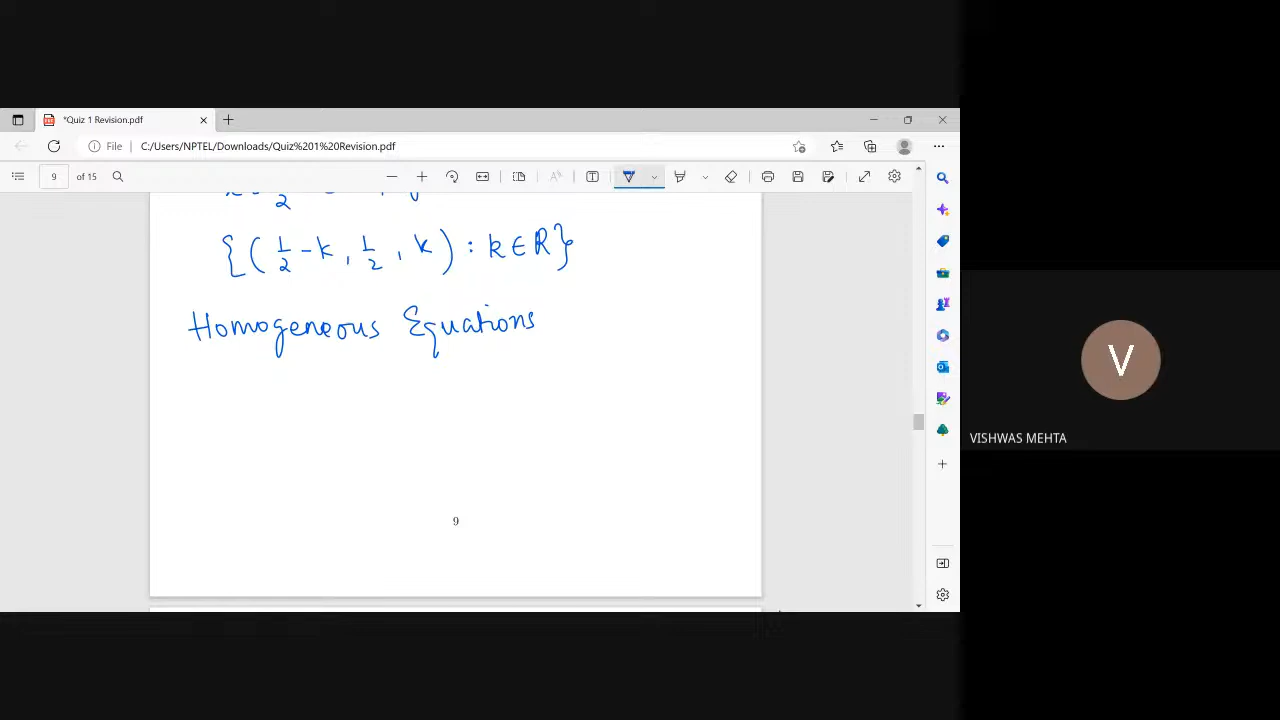 *Quiz 1 Revision.pdf
File C:/Users/NPTEL/Downloads/Quiz%201%20Revision.pdf
9 of 15
{(1/2 - k, 1/2, k) : k ∈ R}
Homogeneous Equations
9
V
VISHWAS MEHTA